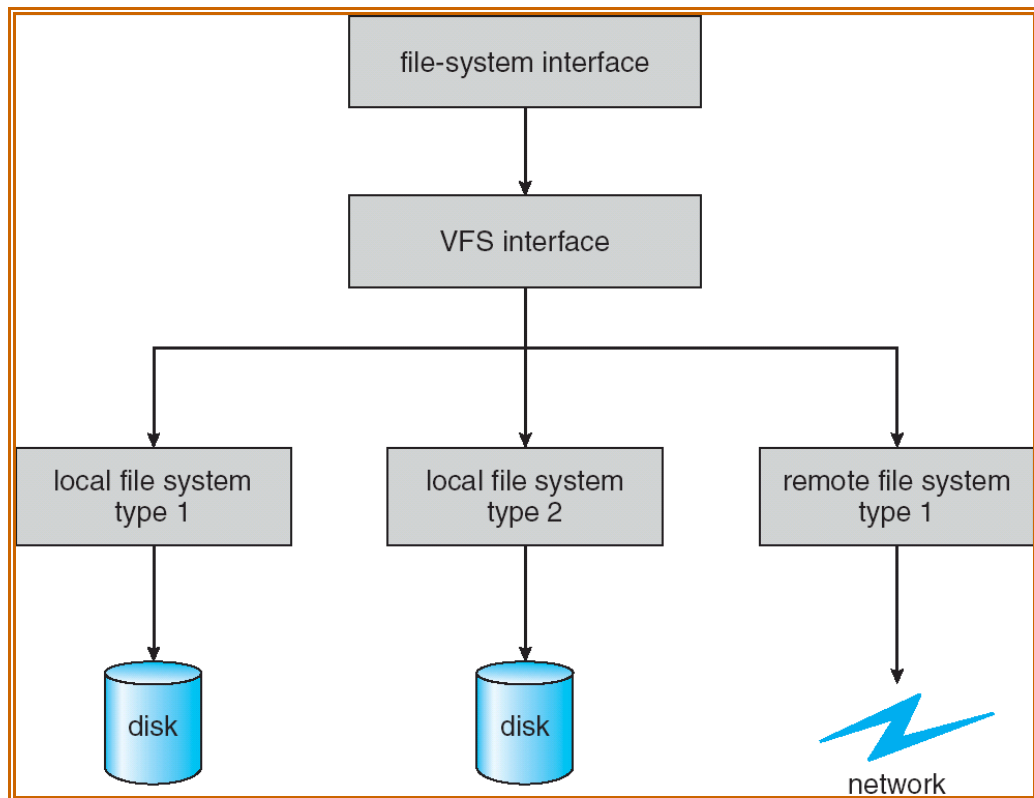 file-system interface
VFS interface
local file system
type 1
local file system
type 2
remote file system
type 1
disk
disk
network